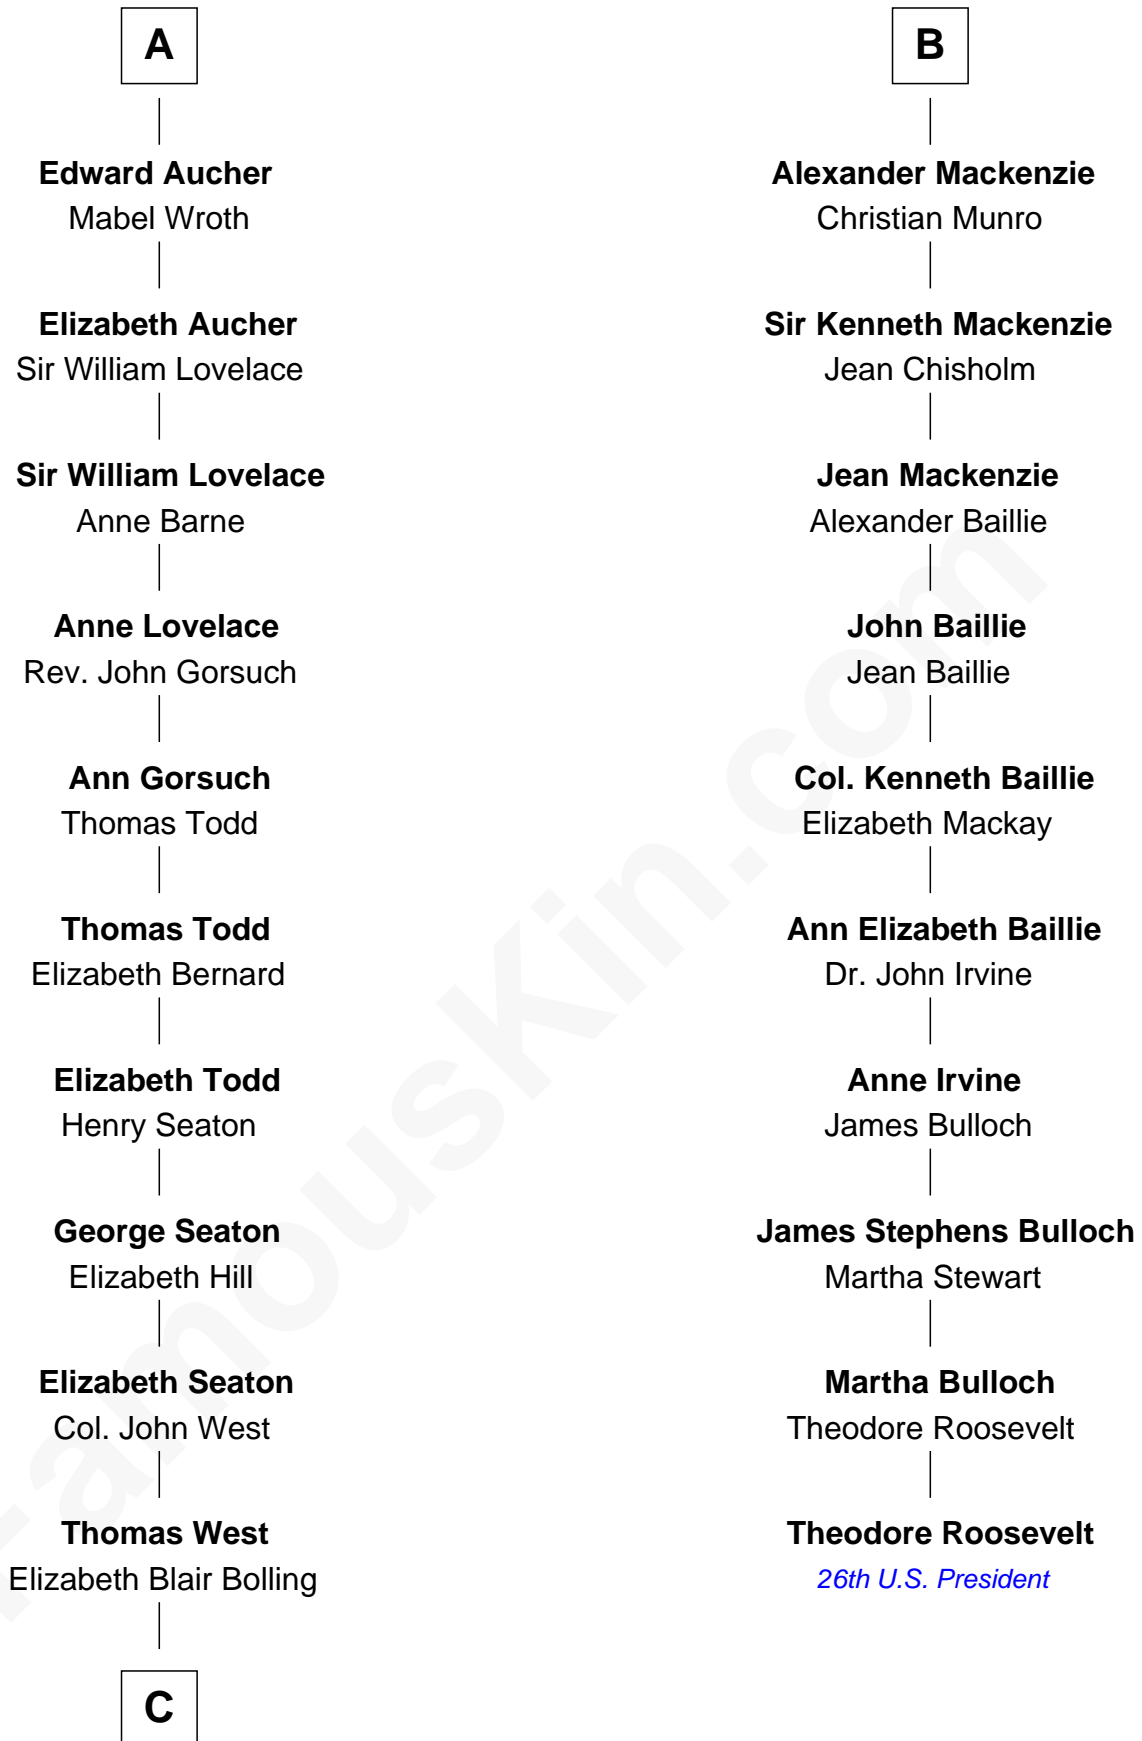 A
Edward Aucher
Mabel Wroth
Elizabeth Aucher
Sir William Lovelace
Sir William Lovelace
Anne Barne
Anne Lovelace
Rev. John Gorsuch
Ann Gorsuch
Thomas Todd
Thomas Todd
Elizabeth Bernard
Elizabeth Todd
Henry Seaton
George Seaton
Elizabeth Hill
Elizabeth Seaton
Col. John West
Thomas West
Elizabeth Blair Bolling
C
B
Alexander Mackenzie
Christian Munro
Sir Kenneth Mackenzie
Jean Chisholm
Jean Mackenzie
Alexander Baillie
John Baillie
Jean Baillie
Col. Kenneth Baillie
Elizabeth Mackay
Ann Elizabeth Baillie
Dr. John Irvine
Anne Irvine
James Bulloch
James Stephens Bulloch
Martha Stewart
Martha Bulloch
Theodore Roosevelt
Theodore Roosevelt
26th U.S. President
FamousKin.com